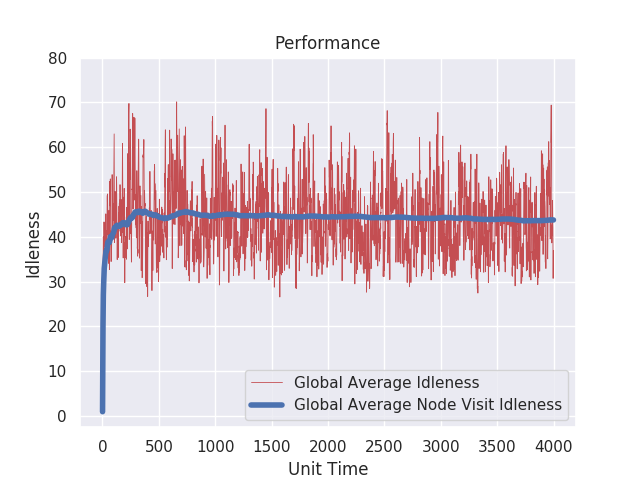 Performance
80
70
60
50
40
30
20
10
0
Idleness
Global Average Idleness
Global Average Node Visit Idleness
0 500 1000 1500 2000 2500 3000 3500 4000
Unit Time